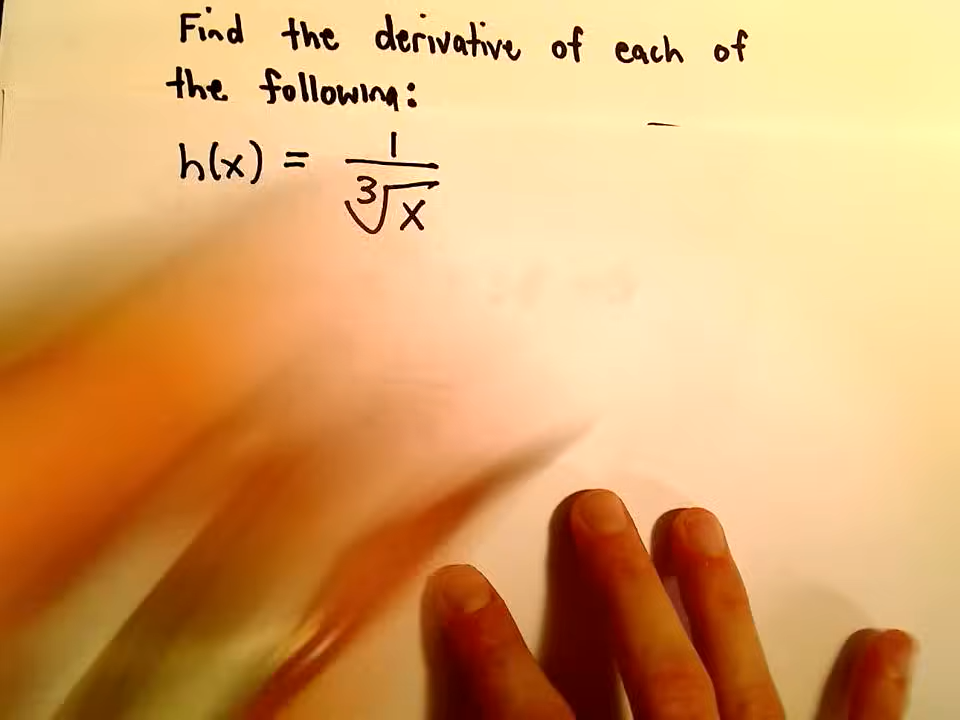 Find the derivative of each of
the following:
h(x) = 1/∛x